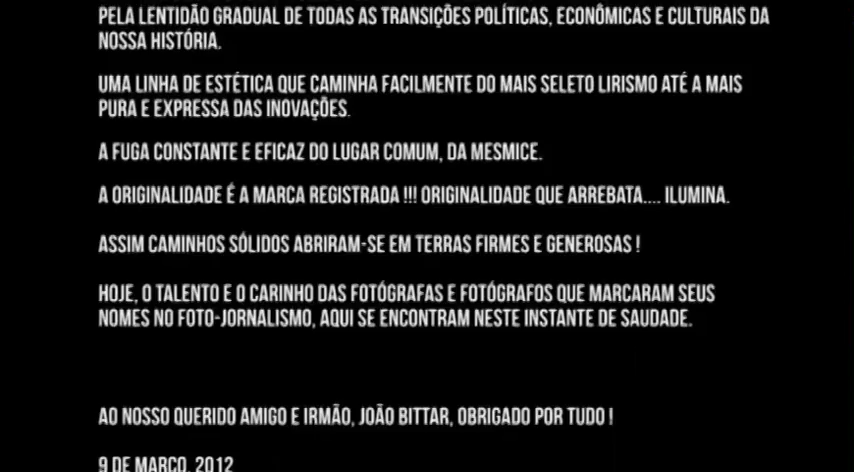 PELA LENTIDÃO GRADUAL DE TODAS AS TRANSIÇÕES POLÍTICAS, ECONÔMICAS E CULTURAIS DA
NOSSA HISTÓRIA.
UMA LINHA DE ESTÉTICA QUE CAMINHA FACILMENTE DO MAIS SELETO LIRISMO ATÉ A MAIS
PURA E EXPRESSA DAS INOVAÇÕES.
A FUGA CONSTANTE E EFICAZ DO LUGAR COMUM, DA MESMICE.
A ORIGINALIDADE É A MARCA REGISTRADA !!! ORIGINALIDADE QUE ARREBATA.... ILUMINA.
ASSIM CAMINHOS SÓLIDOS ABRIRAM-SE EM TERRAS FIRMES E GENEROSAS !
HOJE, O TALENTO E O CARINHO DAS FOTÓGRAFAS E FOTÓGRAFOS QUE MARCARAM SEUS
NOMES NO FOTO-JORNALISMO, AQUI SE ENCONTRAM NESTE INSTANTE DE SAUDADE.
AO NOSSO QUERIDO AMIGO E IRMÃO, JOÃO BITTAR, OBRIGADO POR TUDO !
9 DE MARÇO, 2012